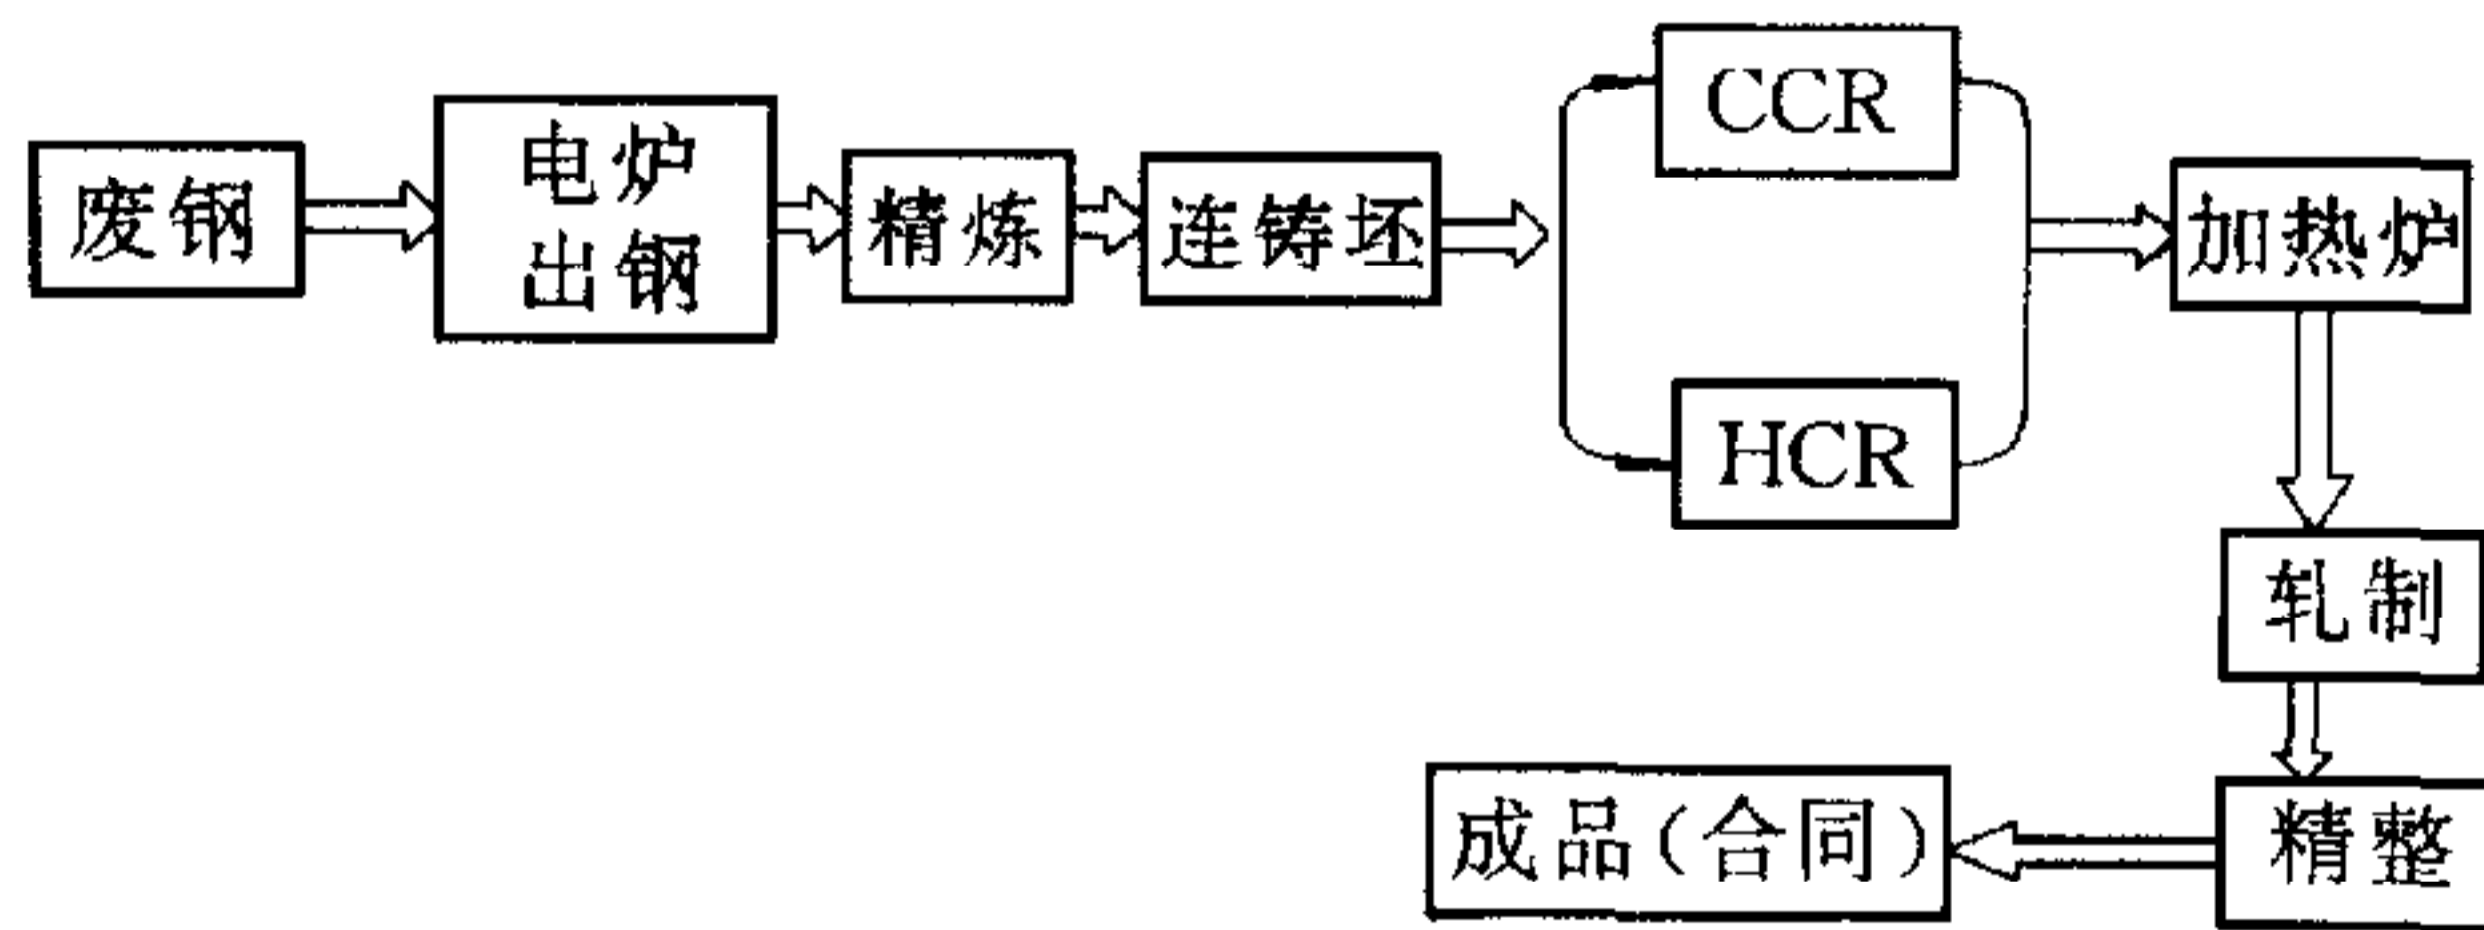 废钢
电炉
出钢
精炼
连铸坯
CCR
HCR
加热炉
轧制
精整
成品(合同)